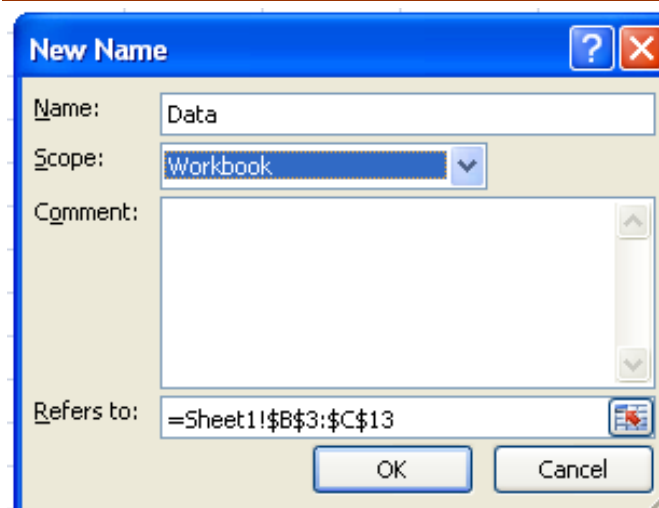 New Name
Name: Data
Scope: Workbook
Comment:
Refers to: =Sheet1!$B$3:$C$13
OK Cancel